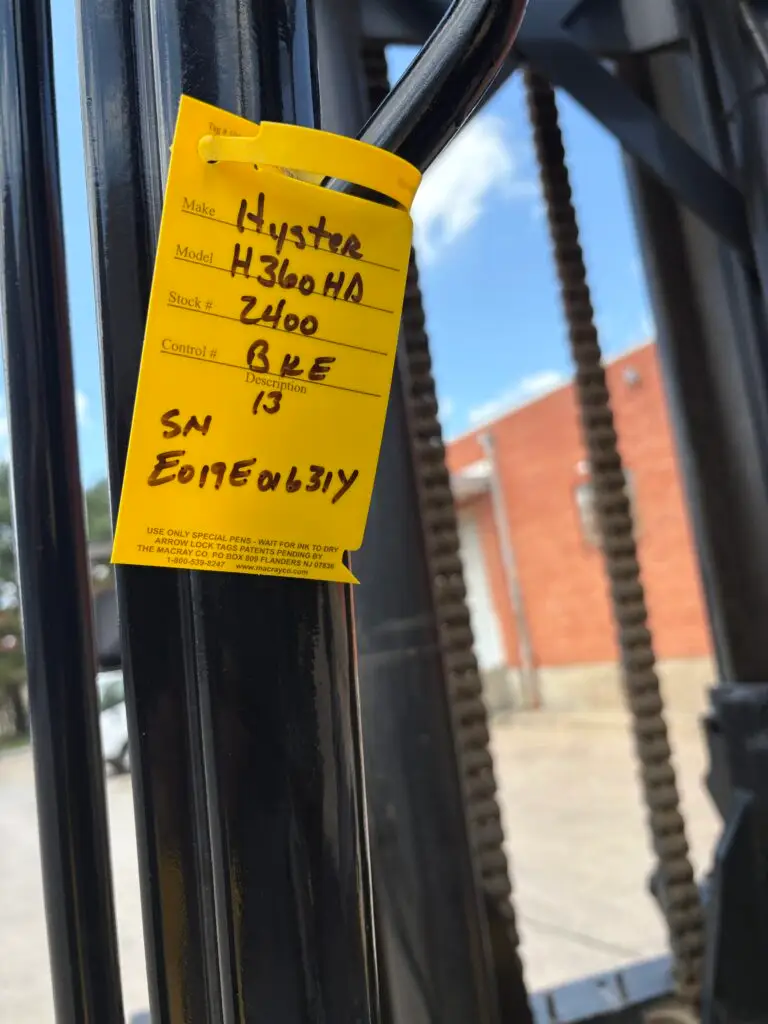 Make Hyster
Model H360HD
Stock # 2400
Control # BKE
Description
13
SN
E019E01631Y
USE ONLY SPECIAL PENS - WAIT FOR INK TO DRY
ARROW LOCK TAGS PATENTS PENDING BY
THE MACRAY CO. PO BOX 809 FLANDERS NJ 07836
1-800-539-8247 www.macrayco.com